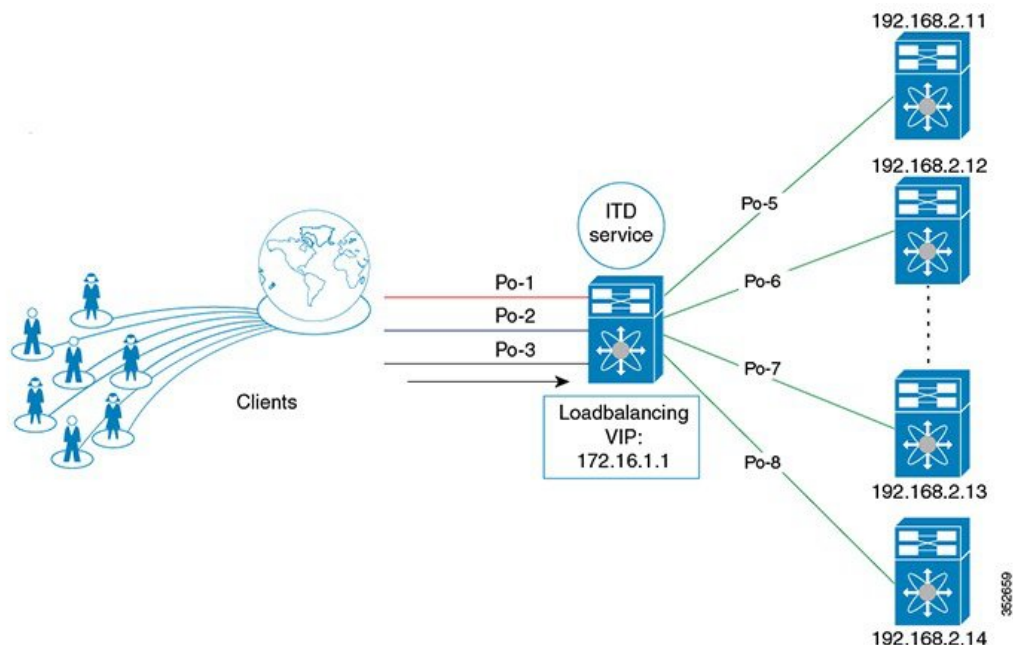 192.168.2.11
192.168.2.12
Po-5
ITD
service
Po-6
Po-1
Po-2
Po-3
Po-7
Clients
Loadbalancing
VIP:
172.16.1.1
Po-8
192.168.2.13
192.168.2.14
352659